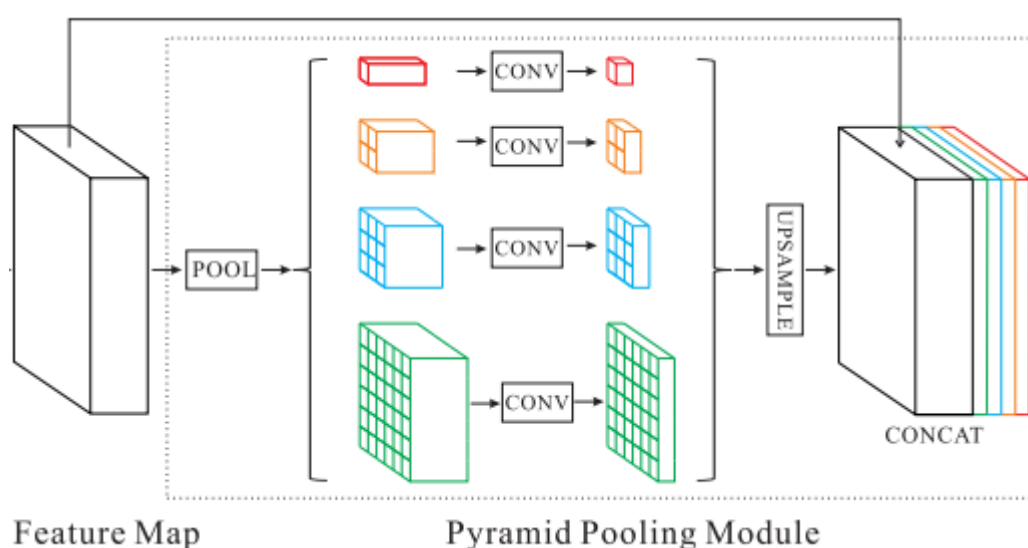 CONV
CONV
CONV
CONV
POOL
UPSAMPLE
CONCAT
Feature Map
Pyramid Pooling Module